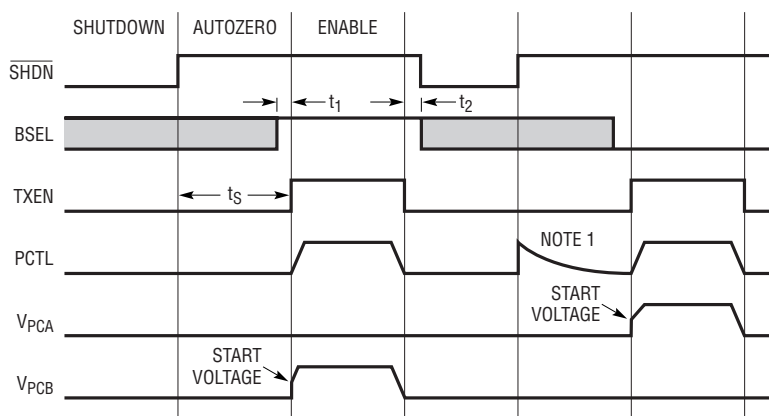 SHUTDOWN AUTOZERO ENABLE
SHDN
t1 t2
BSEL
TXEN tS
PCTL NOTE 1
START
VOLTAGE
VPCA
START
VOLTAGE
VPCB